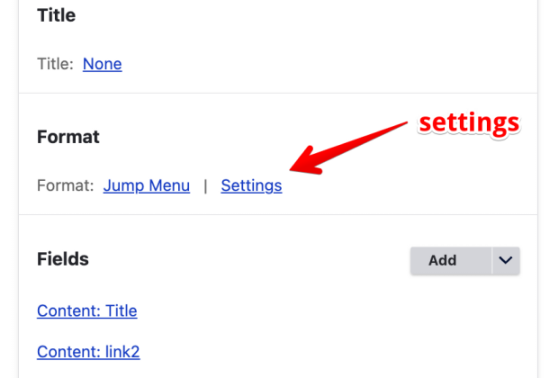 Title
Title: None
settings
Format
Format: Jump Menu | Settings
Fields
Add
Content: Title
Content: link2